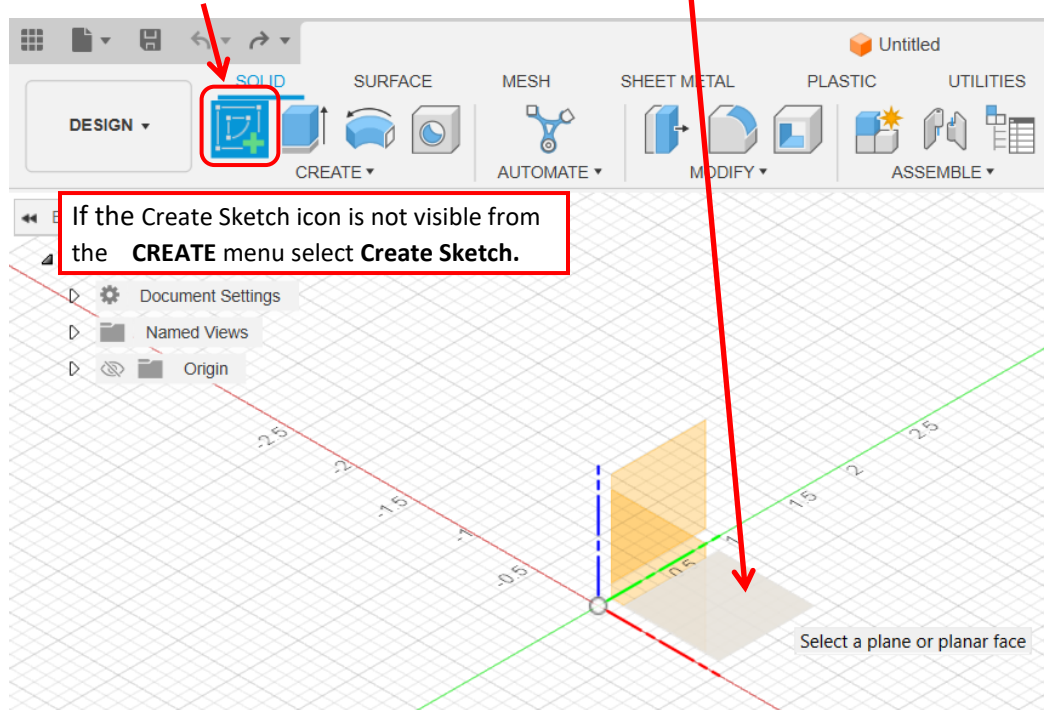 Untitled
SOLID SURFACE MESH SHEET METAL PLASTIC UTILITIES
DESIGN
CREATE AUTOMATE MODIFY ASSEMBLE
If the Create Sketch icon is not visible from
the CREATE menu select Create Sketch.
Document Settings
Named Views
Origin
-2.5
-2
-1.5
-1
-0.5
2.5
2
1.5
1
0.5
Select a plane or planar face